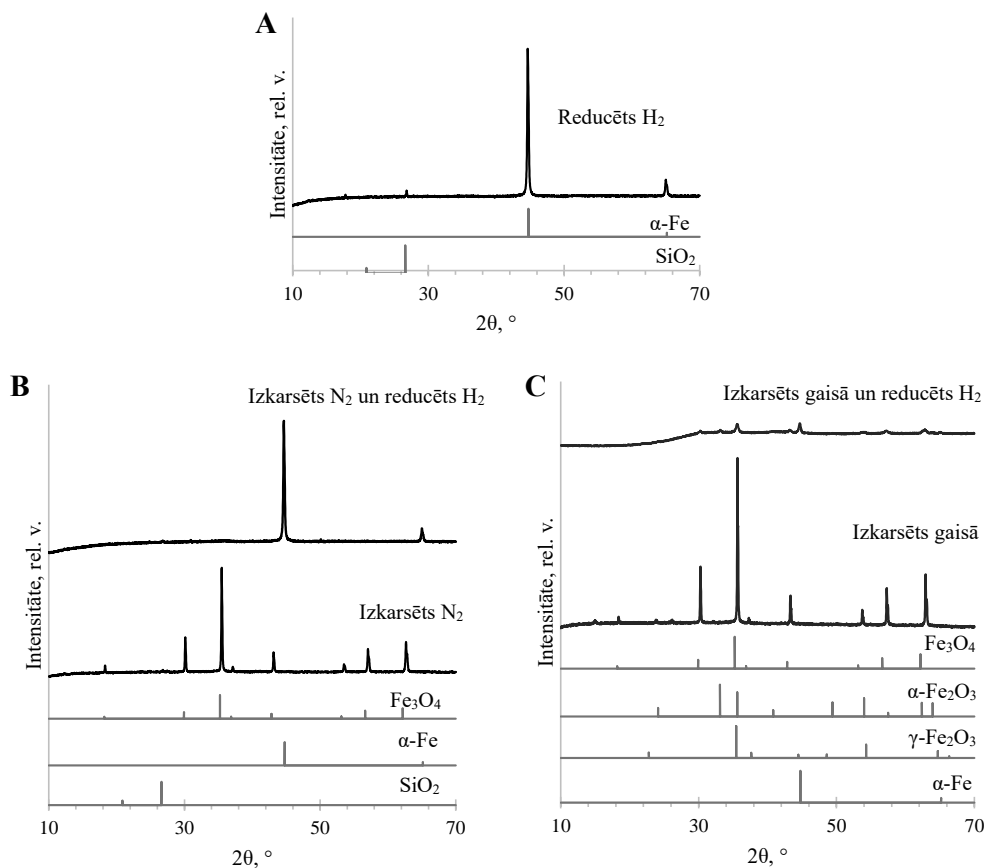 A
Intensitāte, rel. v.
Reducēts H₂
α-Fe
SiO₂
10 30 50 70
2θ, °
B
Izkarsēts N₂ un reducēts H₂
Intensitāte, rel. v.
Izkarsēts N₂
Fe₃O₄
α-Fe
SiO₂
10 30 50 70
2θ, °
C
Izkarsēts gaisā un reducēts H₂
Intensitāte, rel. v.
Izkarsēts gaisā
Fe₃O₄
α-Fe₂O₃
γ-Fe₂O₃
α-Fe
10 30 50 70
2θ, °